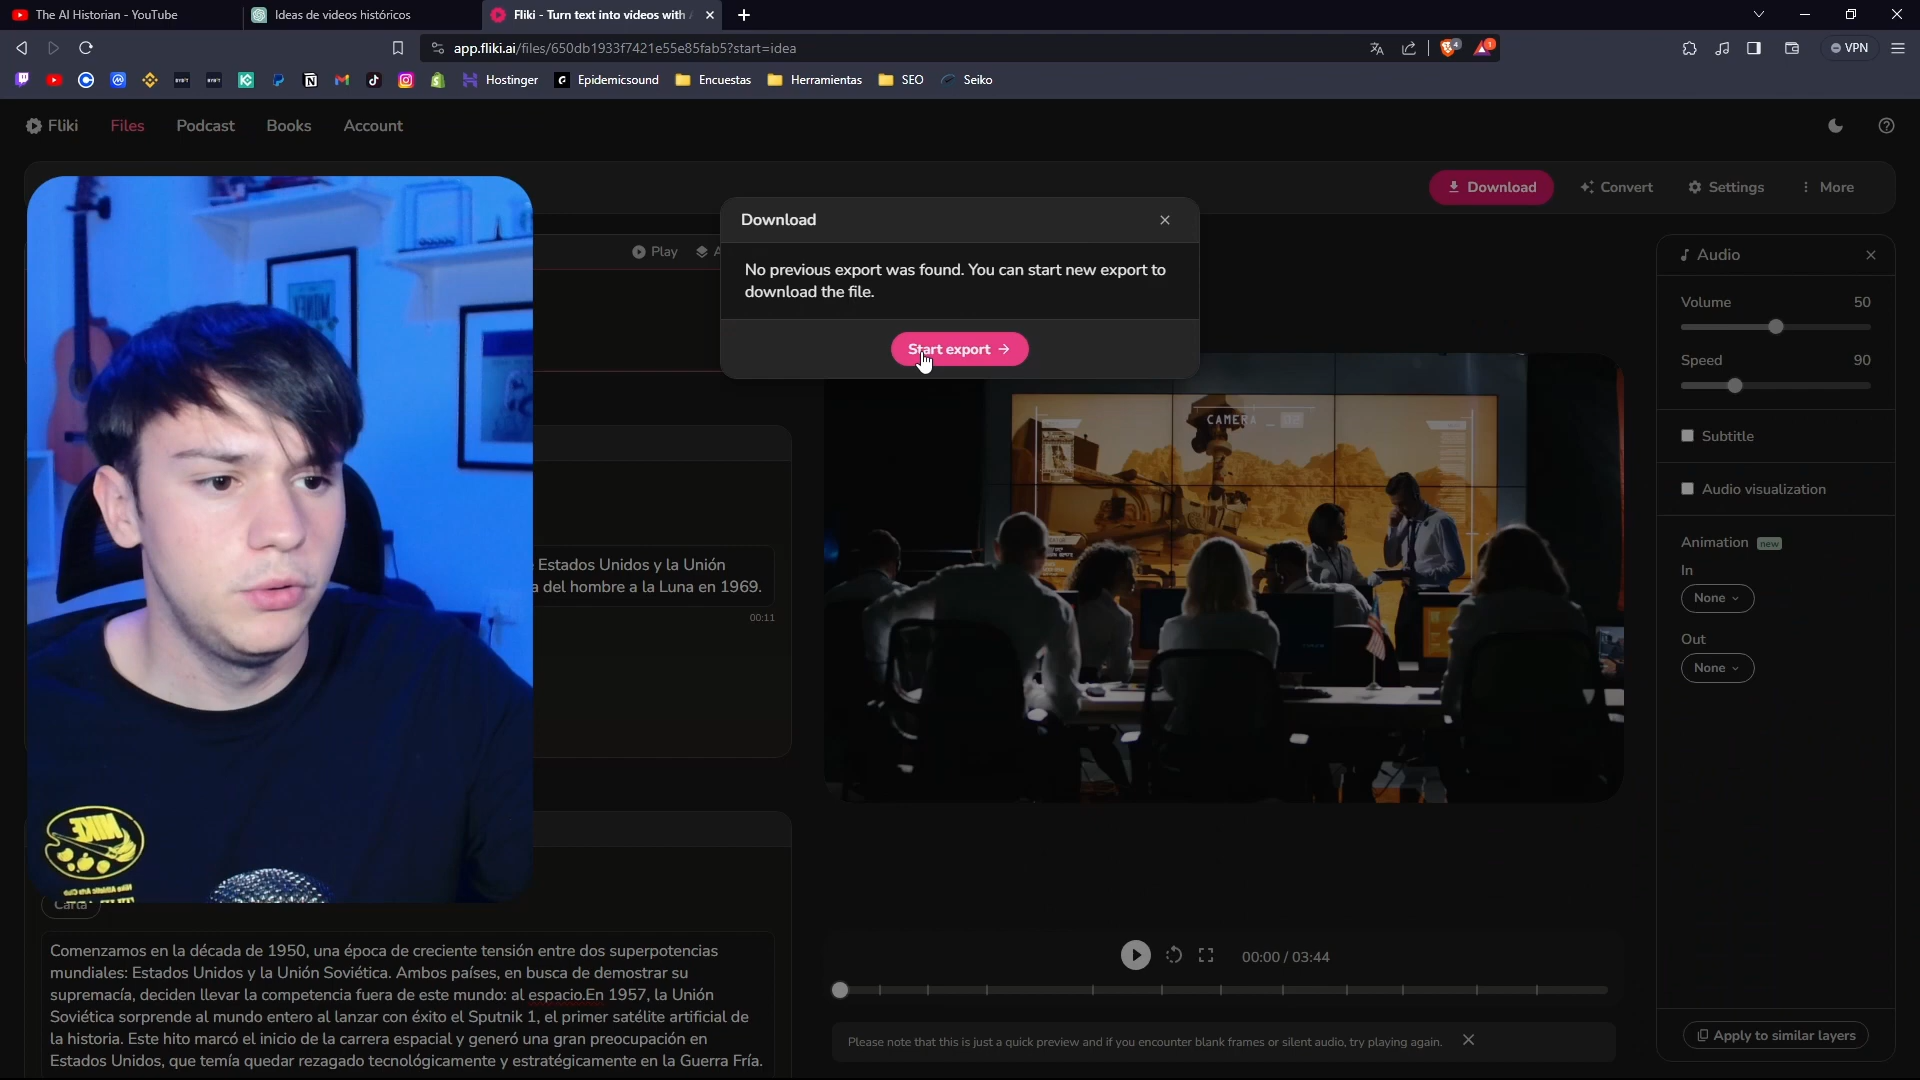 The AI Historian - YouTube
Ideas de videos históricos
Fliki - Turn text into videos with
app.fliki.ai/files/650db1933f7421e55e85fab5?start=idea
4
1
VPN
Hostinger
Epidemicsound
Encuestas
Herramientas
SEO
Seiko
Fliki
Files
Podcast
Books
Account
Download
Convert
Settings
More
Download
No previous export was found. You can start new export to
download the file.
Start export
Play
Audio
Volume
50
Speed
90
Subtitle
Audio visualization
Animation new
In
None
Out
None
Apply to similar layers
CAMERA
Estados Unidos y la Unión
del hombre a la Luna en 1969.
00:11
NIKE
Carta
Comenzamos en la década de 1950, una época de creciente tensión entre dos superpotencias
mundiales: Estados Unidos y la Unión Soviética. Ambos países, en busca de demostrar su
supremacía, deciden llevar la competencia fuera de este mundo: al espacio.En 1957, la Unión
Soviética sorprende al mundo entero al lanzar con éxito el Sputnik 1, el primer satélite artificial de
la historia. Este hito marcó el inicio de la carrera espacial y generó una gran preocupación en
Estados Unidos, que temía quedar rezagado tecnológicamente y estratégicamente en la Guerra Fría.
00:00 / 03:44
Please note that this is just a quick preview and if you encounter blank frames or silent audio, try playing again.